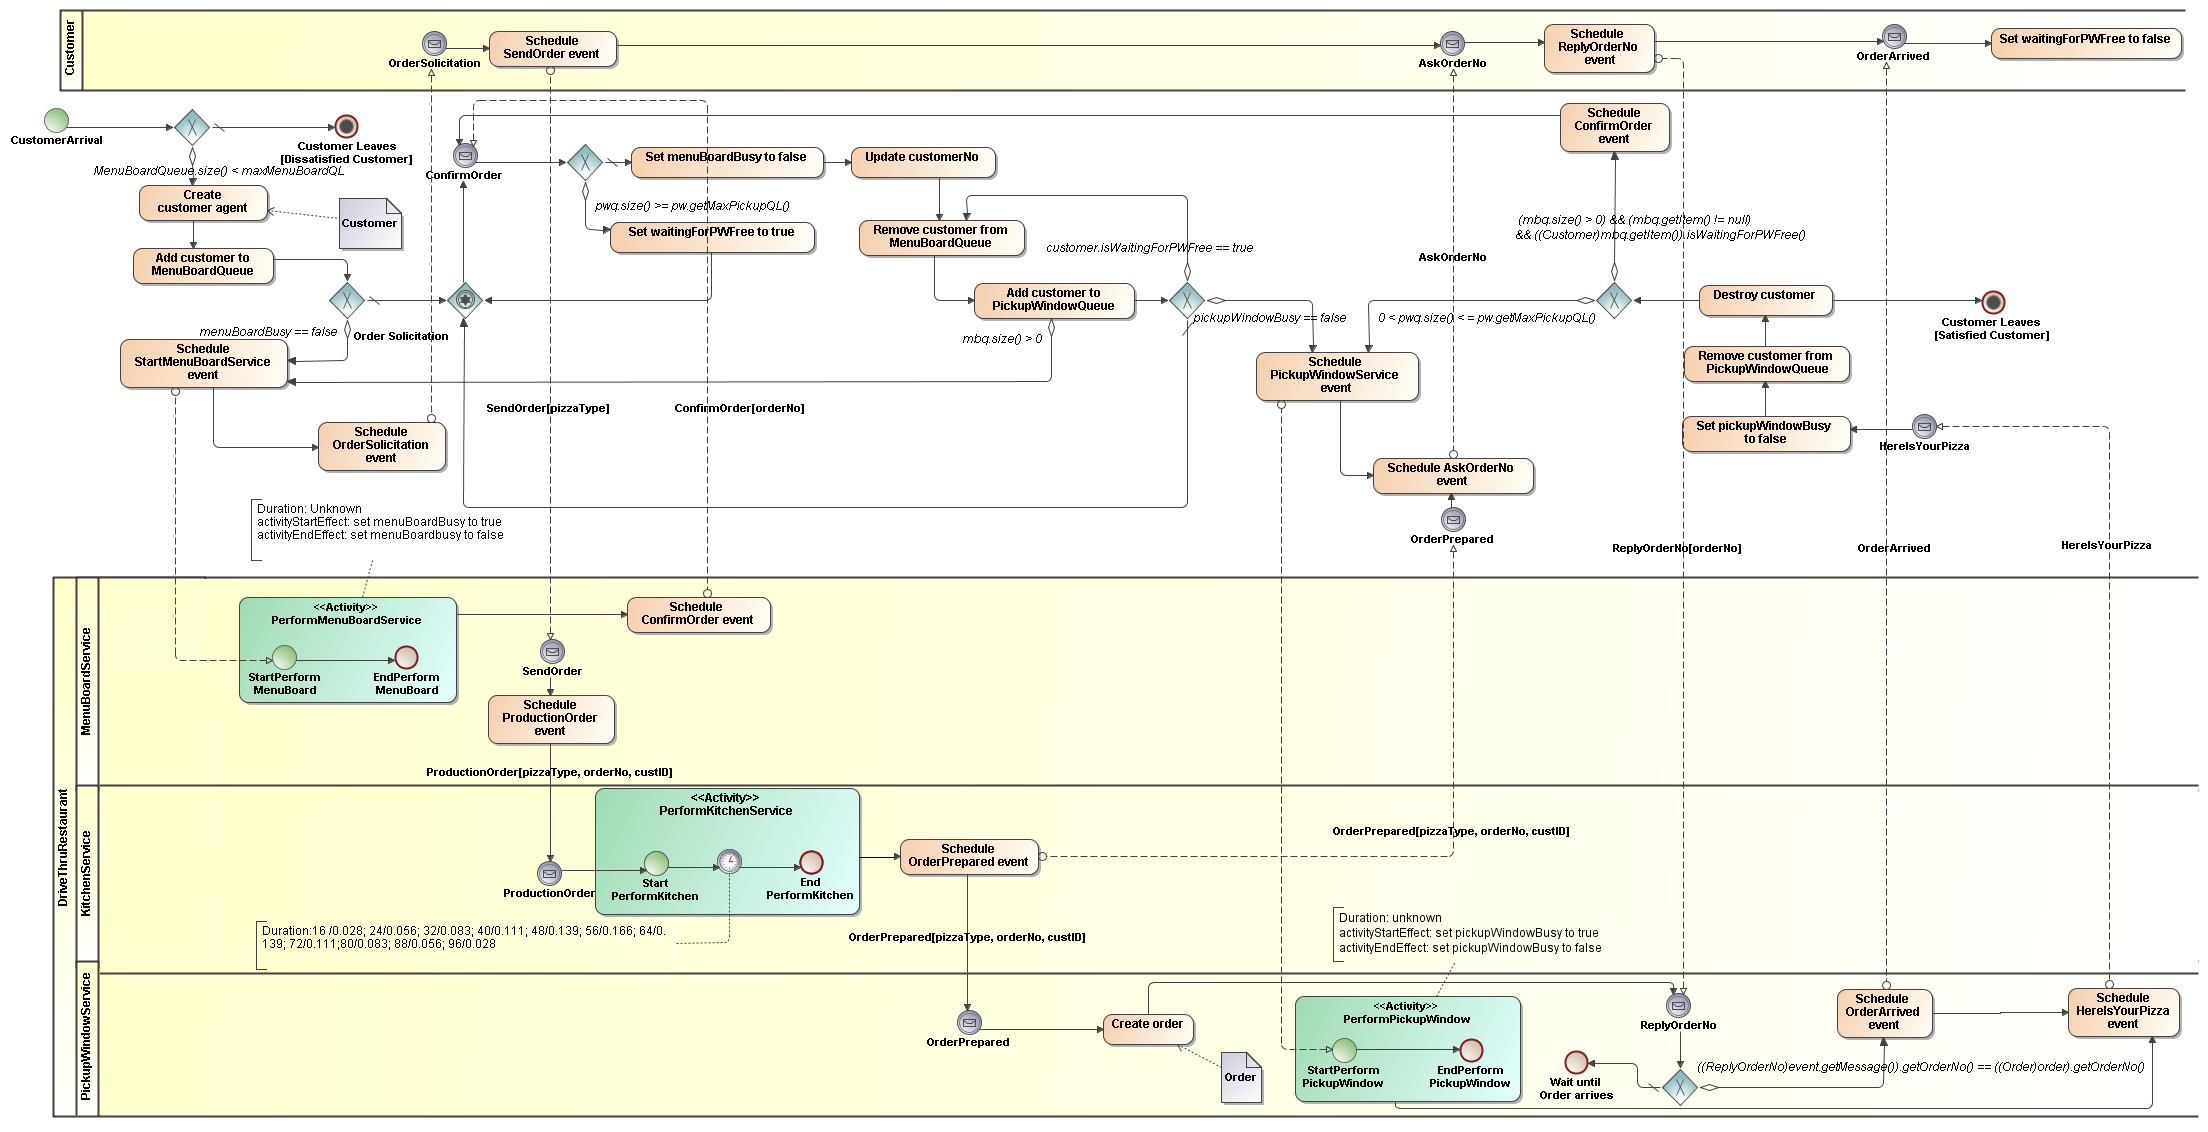 Customer
OrderSolicitation
Schedule
SendOrder event
AskOrderNo
Schedule
ReplyOrderNo
event
OrderArrived
Set waitingForPWFree to false
CustomerArrival
Customer Leaves
[Dissatisfied Customer]
MenuBoardQueue.size() < maxMenuBoardQL
Create
customer agent
Customer
Add customer to
MenuBoardQueue
menuBoardBusy == false
Order Solicitation
Schedule
StartMenuBoardService
event
Schedule
OrderSolicitation
event
ConfirmOrder
Set menuBoardBusy to false
Update customerNo
pwq.size() >= pw.getMaxPickupQL()
Set waitingForPWFree to true
Remove customer from
MenuBoardQueue
customer.isWaitingForPWFree == true
Add customer to
PickupWindowQueue
mbq.size() > 0
pickupWindowBusy == false
Schedule
ConfirmOrder
event
(mbq.size() > 0) && (mbq.getItem() != null)
&& ((Customer)mbq.getItem()).isWaitingForPWFree()
AskOrderNo
0 < pwq.size() <= pw.getMaxPickupQL()
Destroy customer
Customer Leaves
[Satisfied Customer]
Schedule
PickupWindowService
event
Remove customer from
PickupWindowQueue
Set pickupWindowBusy
to false
HereIsYourPizza
SendOrder[pizzaType]
ConfirmOrder[orderNo]
Schedule AskOrderNo
event
OrderPrepared
ReplyOrderNo[orderNo]
OrderArrived
HereIsYourPizza
Duration: Unknown
activityStartEffect: set menuBoardBusy to true
activityEndEffect: set menuBoardbusy to false
DriveThruRestaurant
MenuBoardService
<<Activity>>
PerformMenuBoardService
StartPerform
MenuBoard
EndPerform
MenuBoard
Schedule
ConfirmOrder event
SendOrder
Schedule
ProductionOrder
event
ProductionOrder[pizzaType, orderNo, custID]
KitchenService
<<Activity>>
PerformKitchenService
ProductionOrder
Start
PerformKitchen
End
PerformKitchen
Schedule
OrderPrepared event
OrderPrepared[pizzaType, orderNo, custID]
Duration:16 /0.028; 24/0.056; 32/0.083; 40/0.111; 48/0.139; 56/0.166; 64/0.
139; 72/0.111;80/0.083; 88/0.056; 96/0.028
OrderPrepared[pizzaType, orderNo, custID]
Duration: unknown
activityStartEffect: set pickupWindowBusy to true
activityEndEffect: set pickupWindowBusy to false
PickupWindowService
OrderPrepared
Create order
Order
<<Activity>>
PerformPickupWindow
StartPerform
PickupWindow
EndPerform
PickupWindow
ReplyOrderNo
Wait until
Order arrives
((ReplyOrderNo)event.getMessage()).getOrderNo() == ((Order)order).getOrderNo()
Schedule
OrderArrived
event
Schedule
HereIsYourPizza
event